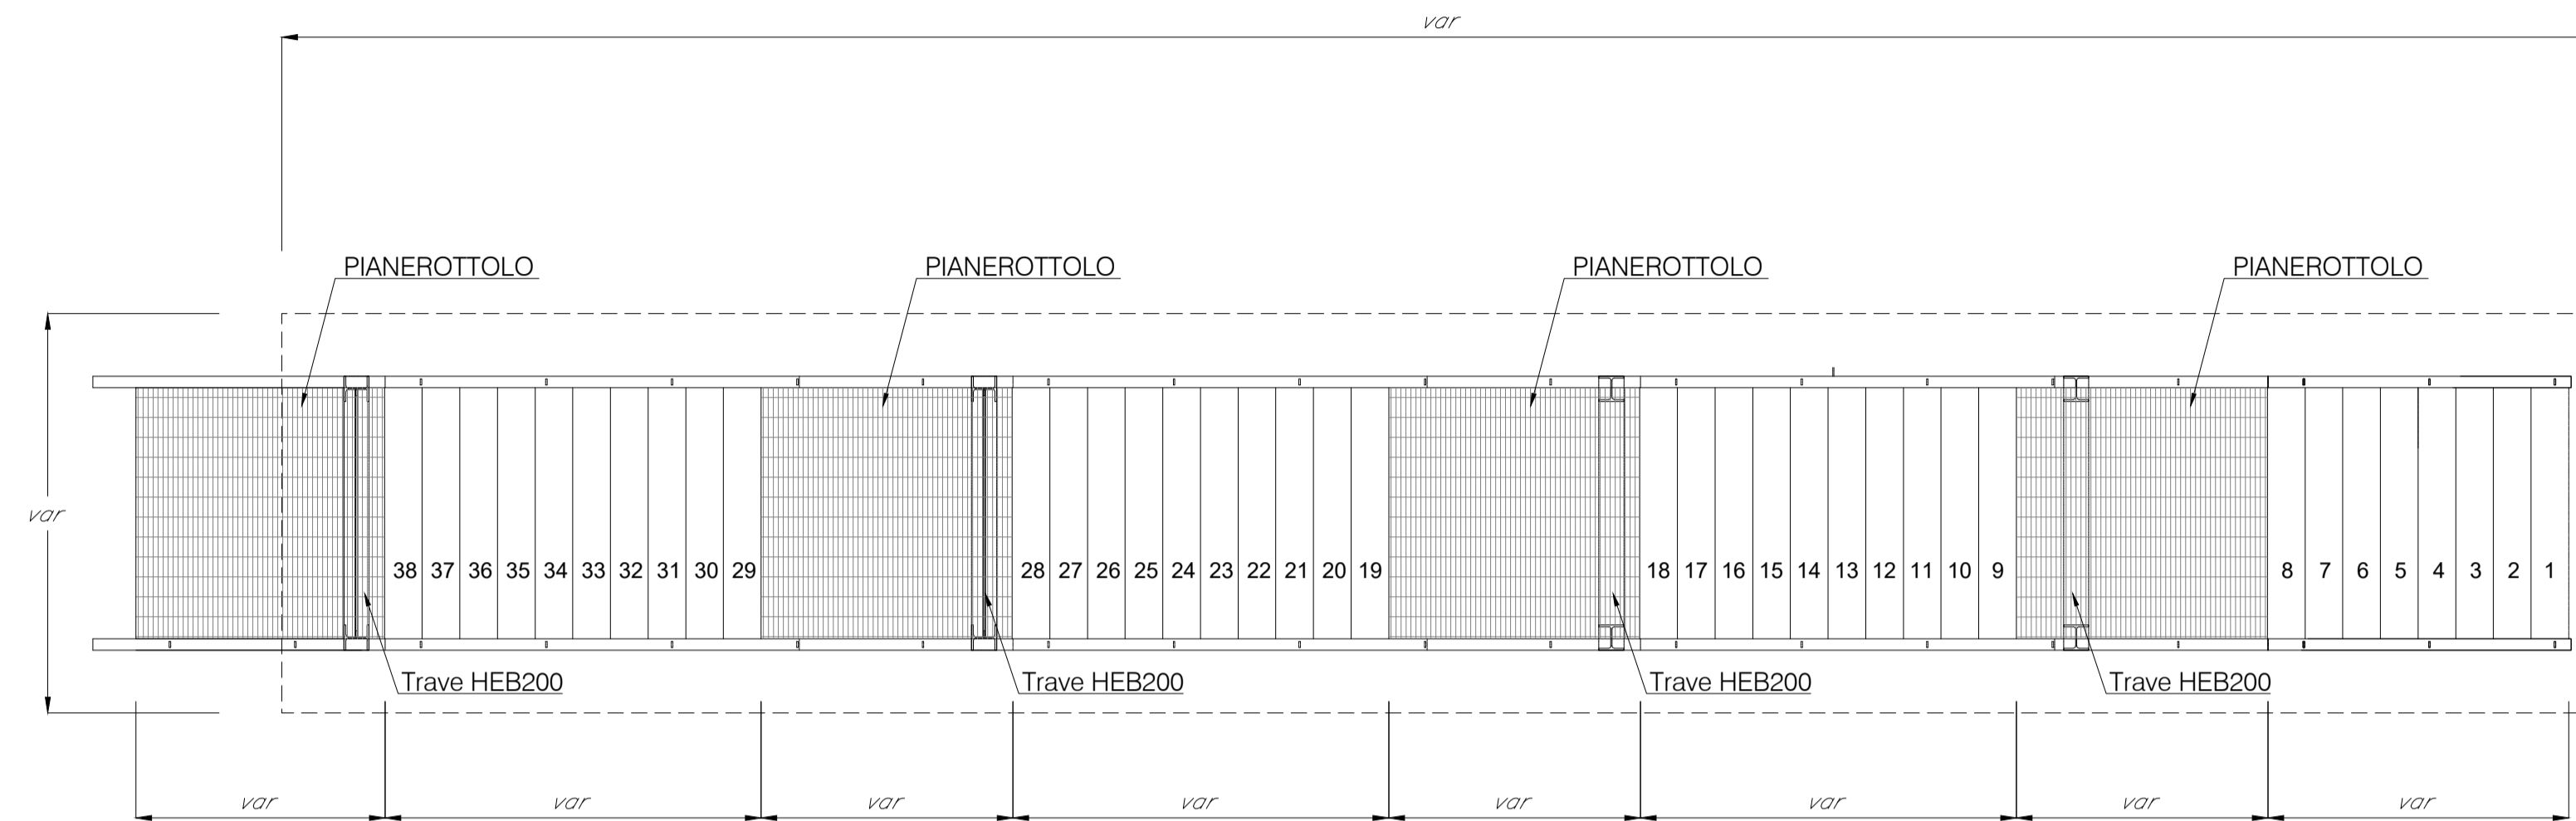 var
PIANEROTTOLO PIANEROTTOLO PIANEROTTOLO PIANEROTTOLO
var
38 37 36 35 34 33 32 31 30 29 28 27 26 25 24 23 22 21 20 19 18 17 16 15 14 13 12 11 10 9 8 7 6 5 4 3 2 1
Trave HEB200 Trave HEB200 Trave HEB200 Trave HEB200
var var var var var var var var